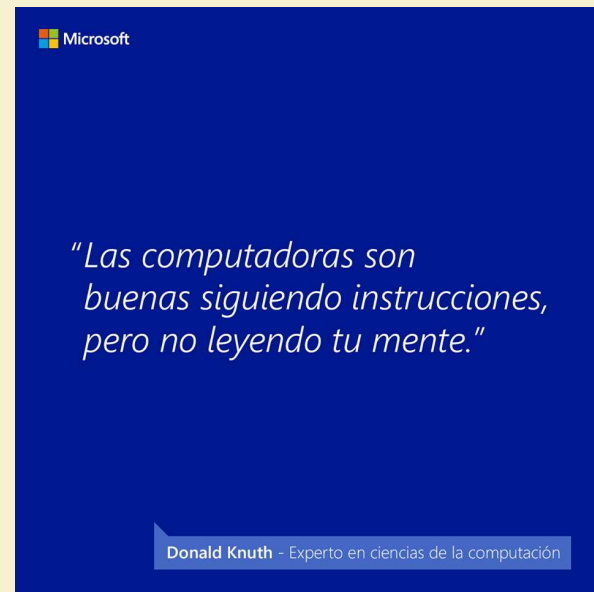 Microsoft
"Las computadoras son
buenas siguiendo instrucciones,
pero no leyendo tu mente."
Donald Knuth - Experto en ciencias de la computación